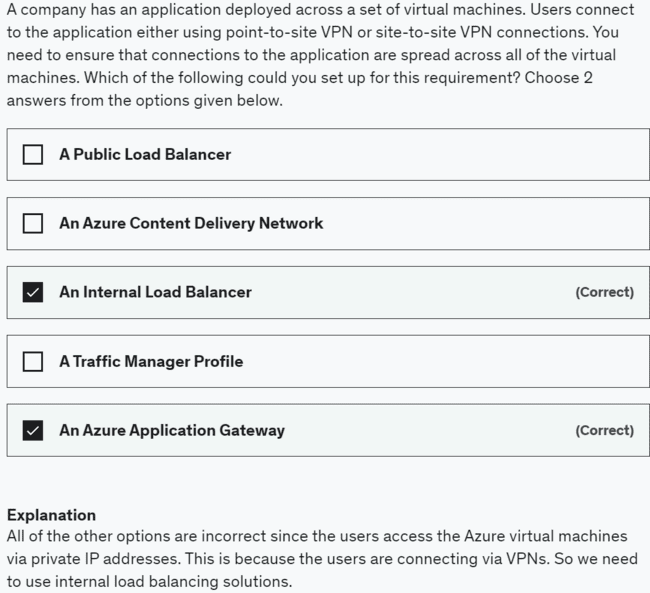 A company has an application deployed across a set of virtual machines. Users connect
to the application either using point-to-site VPN or site-to-site VPN connections. You
need to ensure that connections to the application are spread across all of the virtual
machines. Which of the following could you set up for this requirement? Choose 2
answers from the options given below.
A Public Load Balancer
An Azure Content Delivery Network
An Internal Load Balancer (Correct)
A Traffic Manager Profile
An Azure Application Gateway (Correct)
Explanation
All of the other options are incorrect since the users access the Azure virtual machines
via private IP addresses. This is because the users are connecting via VPNs. So we need
to use internal load balancing solutions.